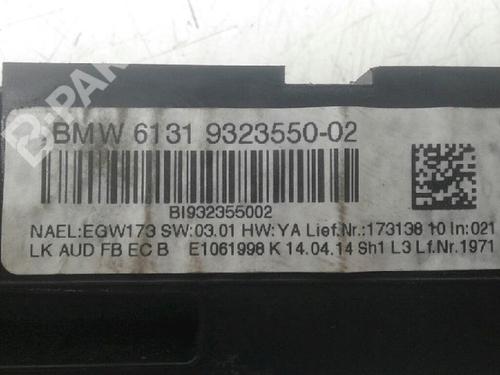 B-PARTS
BMW 6131 9323550-02
BI932355002
NAEL:EGW173 SW:03.01 HW:YA Lief.Nr.:173138 10 In:021
LK AUD FB EC B E1061998 K 14.04.14 Sh1 L3 Lf.Nr.1971